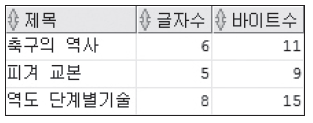 제목 글자수 바이트수
축구의 역사 6 11
피겨 교본 5 9
역도 단계별기술 8 15